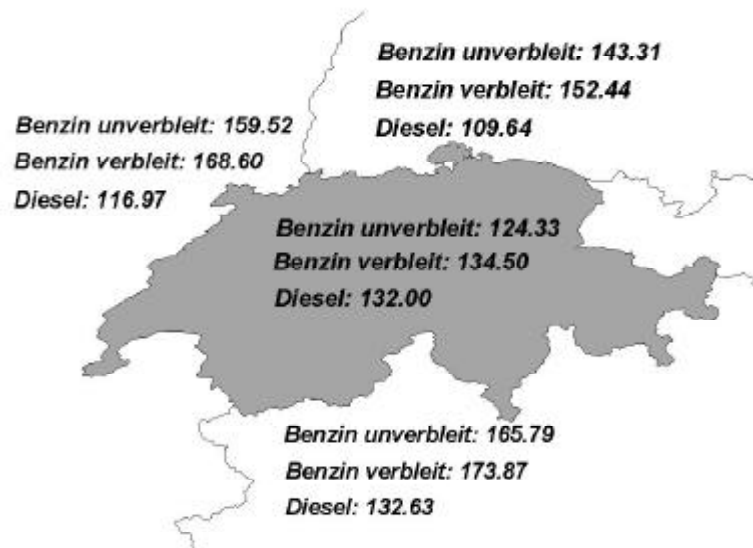 Benzin unverbleit: 143.31
Benzin verbleit: 152.44
Diesel: 109.64
Benzin unverbleit: 159.52
Benzin verbleit: 168.60
Diesel: 116.97
Benzin unverbleit: 124.33
Benzin verbleit: 134.50
Diesel: 132.00
Benzin unverbleit: 165.79
Benzin verbleit: 173.87
Diesel: 132.63